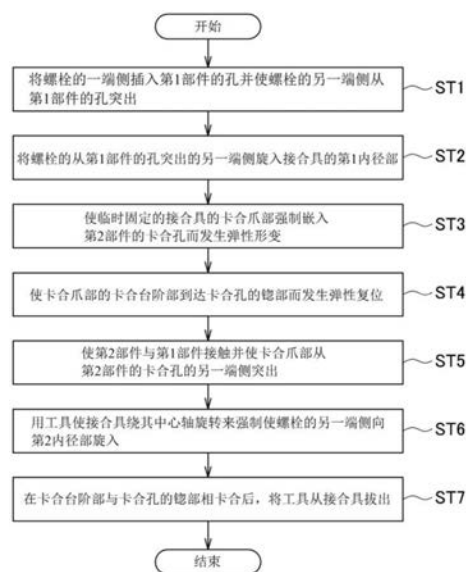 开始
将螺栓的一端侧插入第1部件的孔并使螺栓的另一端侧从
第1部件的孔突出
ST1
将螺栓的从第1部件的孔突出的另一端侧旋入接合具的第1内径部
ST2
使临时固定的接合具的卡合爪部强制嵌入
第2部件的卡合孔而发生弹性形变
ST3
使卡合爪部的卡合台阶部到达卡合孔的锪部而发生弹性复位
ST4
使第2部件与第1部件接触并使卡合爪部从
第2部件的卡合孔的另一端侧突出
ST5
用工具使接合具绕其中心轴旋转来强制使螺栓的另一端侧向
第2内径部旋入
ST6
在卡合台阶部与卡合孔的锪部相卡合后，将工具从接合具拔出
ST7
结束